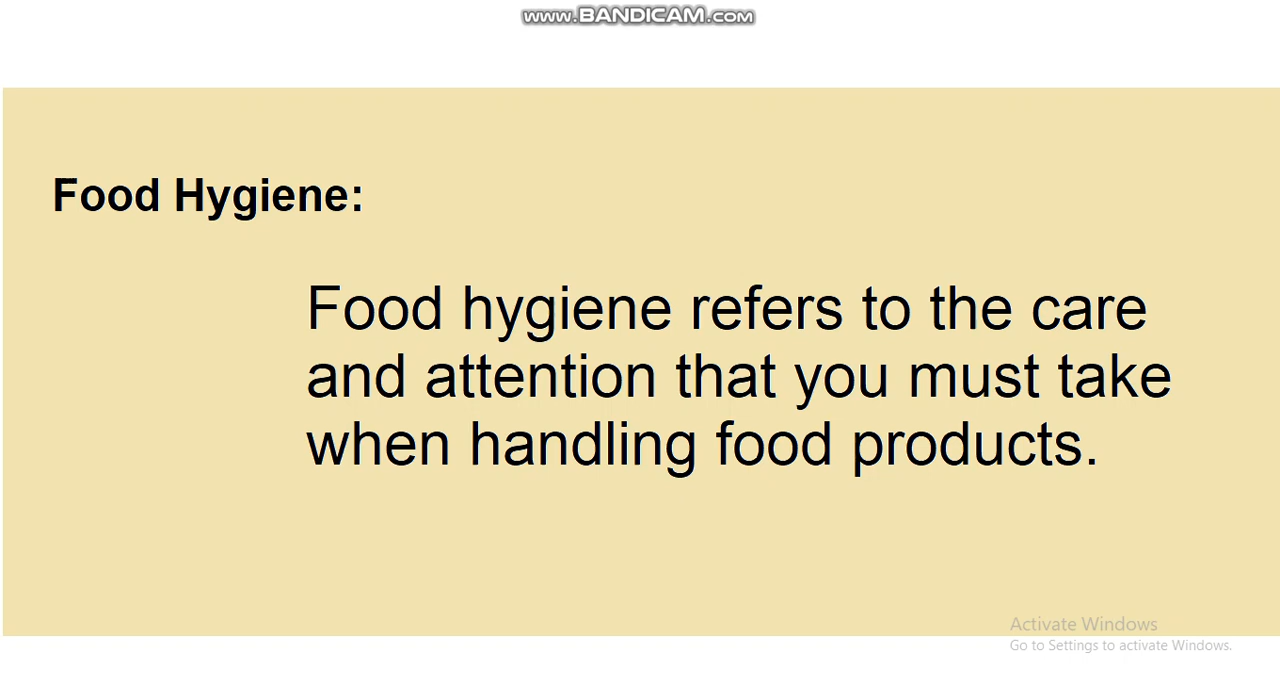 www.BANDICAM.com
Food Hygiene:
Food hygiene refers to the care
and attention that you must take
when handling food products.
Activate Windows
Go to Settings to activate Windows.